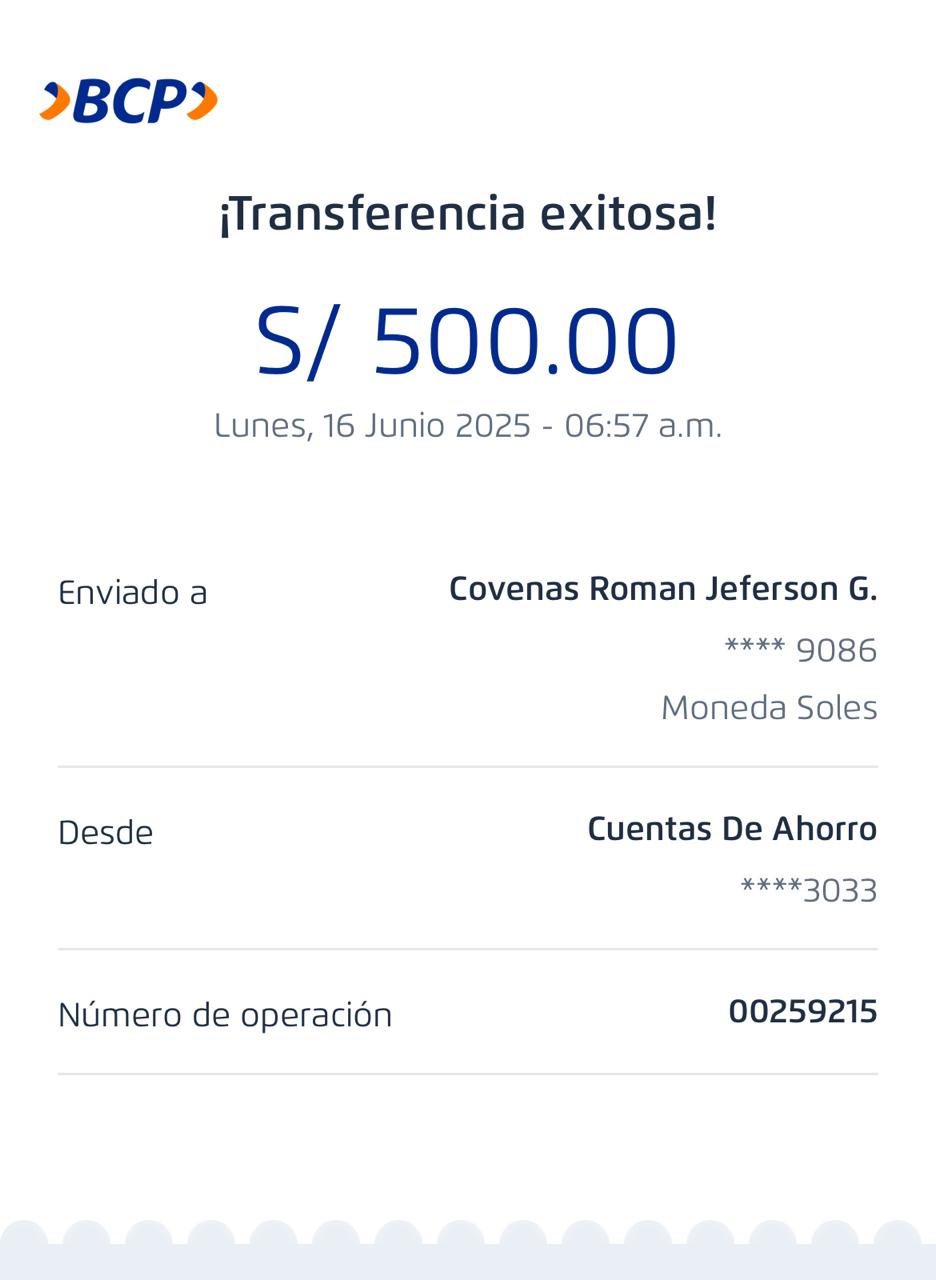 BCP
¡Transferencia exitosa!
S/ 500.00
Lunes, 16 Junio 2025 - 06:57 a.m.
Enviado a
Covenas Roman Jeferson G.
**** 9086
Moneda Soles
Desde
Cuentas De Ahorro
****3033
Número de operación
00259215